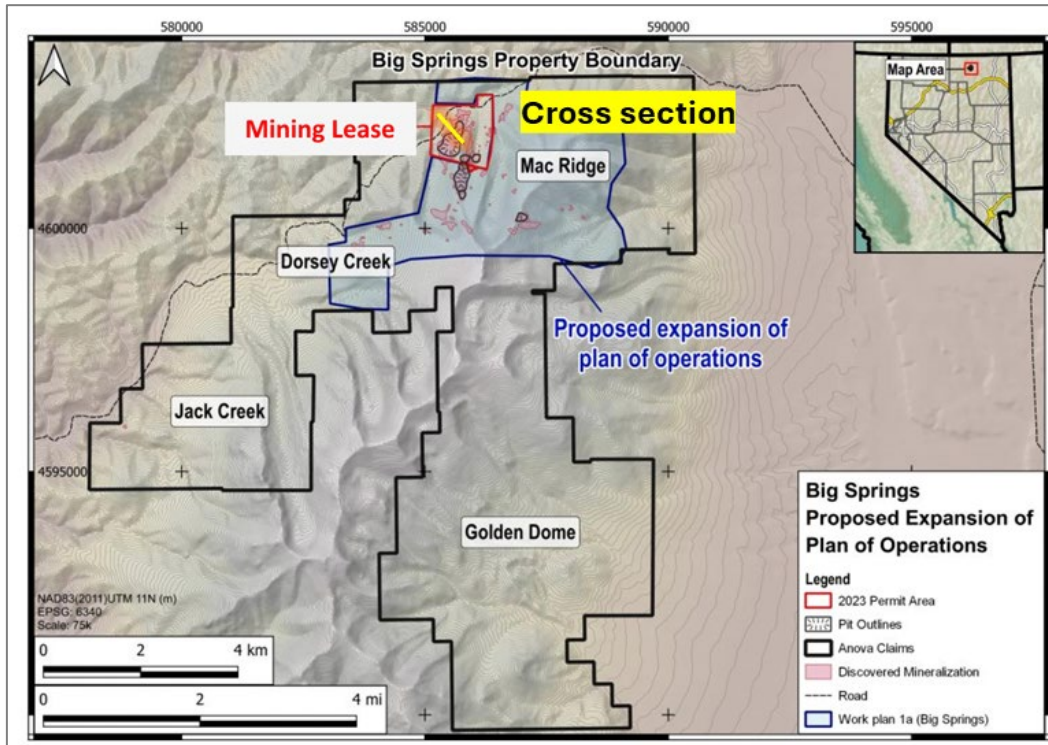 580000
585000
590000
595000
Big Springs Property Boundary
Map Area
Mining Lease
Cross section
Mac Ridge
4600000
Dorsey Creek
Proposed expansion of
plan of operations
Jack Creek
4595000
Golden Dome
Big Springs
Proposed Expansion of
Plan of Operations
Legend
2023 Permit Area
Pit Outlines
Anova Claims
Discovered Mineralization
Road
Work plan 1a (Big Springs)
NAD83(2011)UTM 11N (m)
EPSG: 6340
Scale: 75k
0 2 4 km
0 2 4 mi